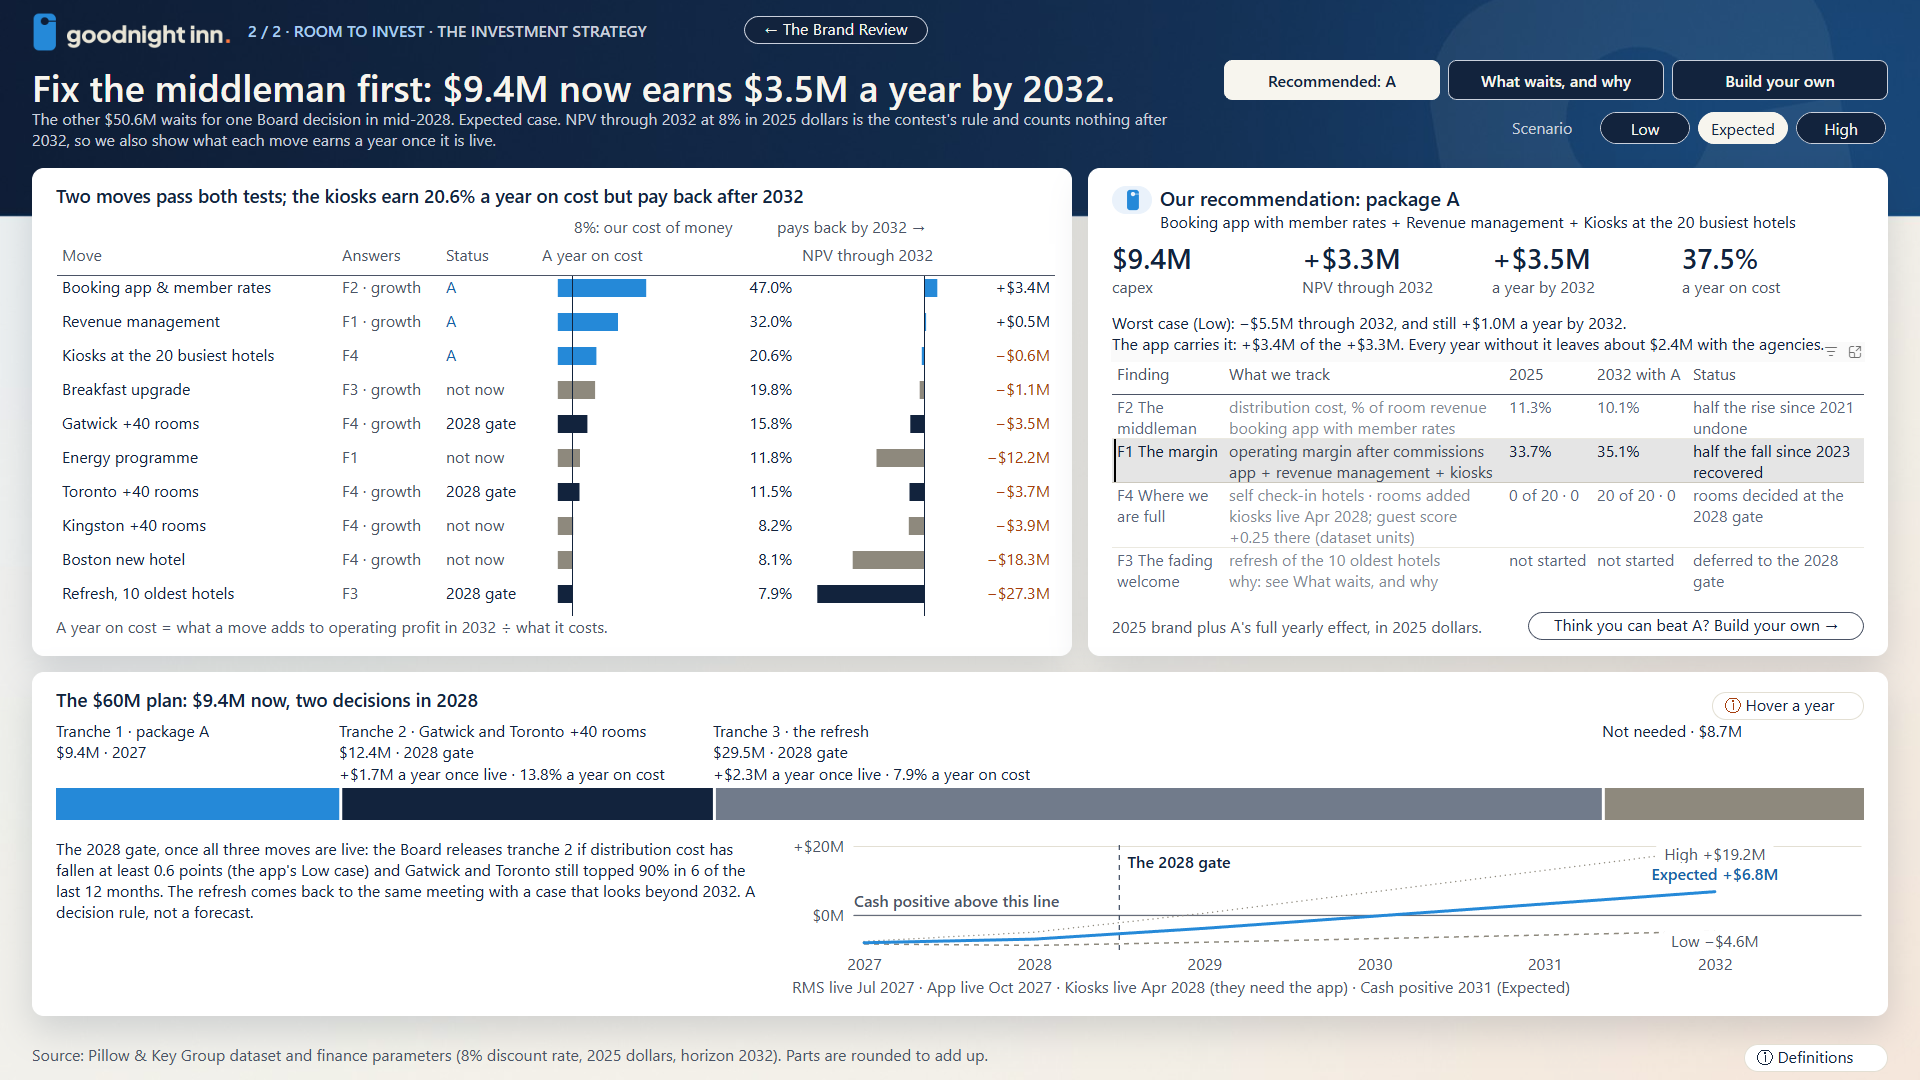 goodnight inn.
2 / 2 · ROOM TO INVEST · THE INVESTMENT STRATEGY
← The Brand Review
Fix the middleman first: $9.4M now earns $3.5M a year by 2032.
The other $50.6M waits for one Board decision in mid-2028. Expected case. NPV through 2032 at 8% in 2025 dollars is the contest's rule and counts nothing after
2032, so we also show what each move earns a year once it is live.
Recommended: A
What waits, and why
Build your own
Scenario
Low
Expected
High
Two moves pass both tests; the kiosks earn 20.6% a year on cost but pay back after 2032
8%: our cost of money
pays back by 2032 →
Move Answers Status A year on cost NPV through 2032
Booking app & member rates F2 · growth A 47.0% +$3.4M
Revenue management F1 · growth A 32.0% +$0.5M
Kiosks at the 20 busiest hotels F4 A 20.6% −$0.6M
Breakfast upgrade F3 · growth not now 19.8% −$1.1M
Gatwick +40 rooms F4 · growth 2028 gate 15.8% −$3.5M
Energy programme F1 not now 11.8% −$12.2M
Toronto +40 rooms F4 · growth 2028 gate 11.5% −$3.7M
Kingston +40 rooms F4 · growth not now 8.2% −$3.9M
Boston new hotel F4 · growth not now 8.1% −$18.3M
Refresh, 10 oldest hotels F3 2028 gate 7.9% −$27.3M
A year on cost = what a move adds to operating profit in 2032 ÷ what it costs.
Our recommendation: package A
Booking app with member rates + Revenue management + Kiosks at the 20 busiest hotels
$9.4M +$3.3M +$3.5M 37.5%
capex NPV through 2032 a year by 2032 a year on cost
Worst case (Low): −$5.5M through 2032, and still +$1.0M a year by 2032.
The app carries it: +$3.4M of the +$3.3M. Every year without it leaves about $2.4M with the agencies.
Finding What we track 2025 2032 with A Status
F2 The distribution cost, % of room revenue 11.3% 10.1% half the rise since 2021
middleman booking app with member rates undone
F1 The margin operating margin after commissions 33.7% 35.1% half the fall since 2023
app + revenue management + kiosks recovered
F4 Where we self check-in hotels · rooms added 0 of 20 · 0 20 of 20 · 0 rooms decided at the
are full kiosks live Apr 2028; guest score 2028 gate
+0.25 there (dataset units)
F3 The fading refresh of the 10 oldest hotels not started not started deferred to the 2028
welcome why: see What waits, and why gate
2025 brand plus A's full yearly effect, in 2025 dollars.
Think you can beat A? Build your own →
The $60M plan: $9.4M now, two decisions in 2028
Hover a year
Tranche 1 · package A Tranche 2 · Gatwick and Toronto +40 rooms Tranche 3 · the refresh Not needed · $8.7M
$9.4M · 2027 $12.4M · 2028 gate $29.5M · 2028 gate
+$1.7M a year once live · 13.8% a year on cost +$2.3M a year once live · 7.9% a year on cost
The 2028 gate, once all three moves are live: the Board releases tranche 2 if distribution cost has
fallen at least 0.6 points (the app's Low case) and Gatwick and Toronto still topped 90% in 6 of the
last 12 months. The refresh comes back to the same meeting with a case that looks beyond 2032. A
decision rule, not a forecast.
+$20M
The 2028 gate
High +$19.2M
Expected +$6.8M
Cash positive above this line
$0M
Low −$4.6M
2027 2028 2029 2030 2031 2032
RMS live Jul 2027 · App live Oct 2027 · Kiosks live Apr 2028 (they need the app) · Cash positive 2031 (Expected)
Source: Pillow & Key Group dataset and finance parameters (8% discount rate, 2025 dollars, horizon 2032). Parts are rounded to add up.
Definitions